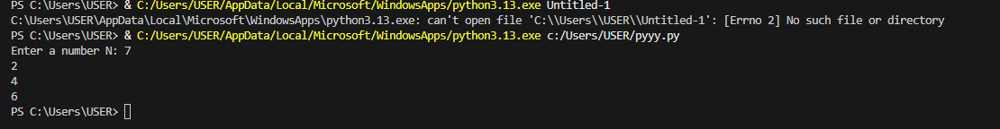 PS C:\Users\USER> & C:/Users/USER/AppData/Local/Microsoft/WindowsApps/python3.13.exe Untitled-1
C:\Users\USER\AppData\Local\Microsoft\WindowsApps\python3.13.exe: can't open file 'C:\\Users\\USER\\Untitled-1': [Errno 2] No such file or directory
PS C:\Users\USER> & C:/Users/USER/AppData/Local/Microsoft/WindowsApps/python3.13.exe c:/Users/USER/pyyy.py
Enter a number N: 7
2
4
6
PS C:\Users\USER>